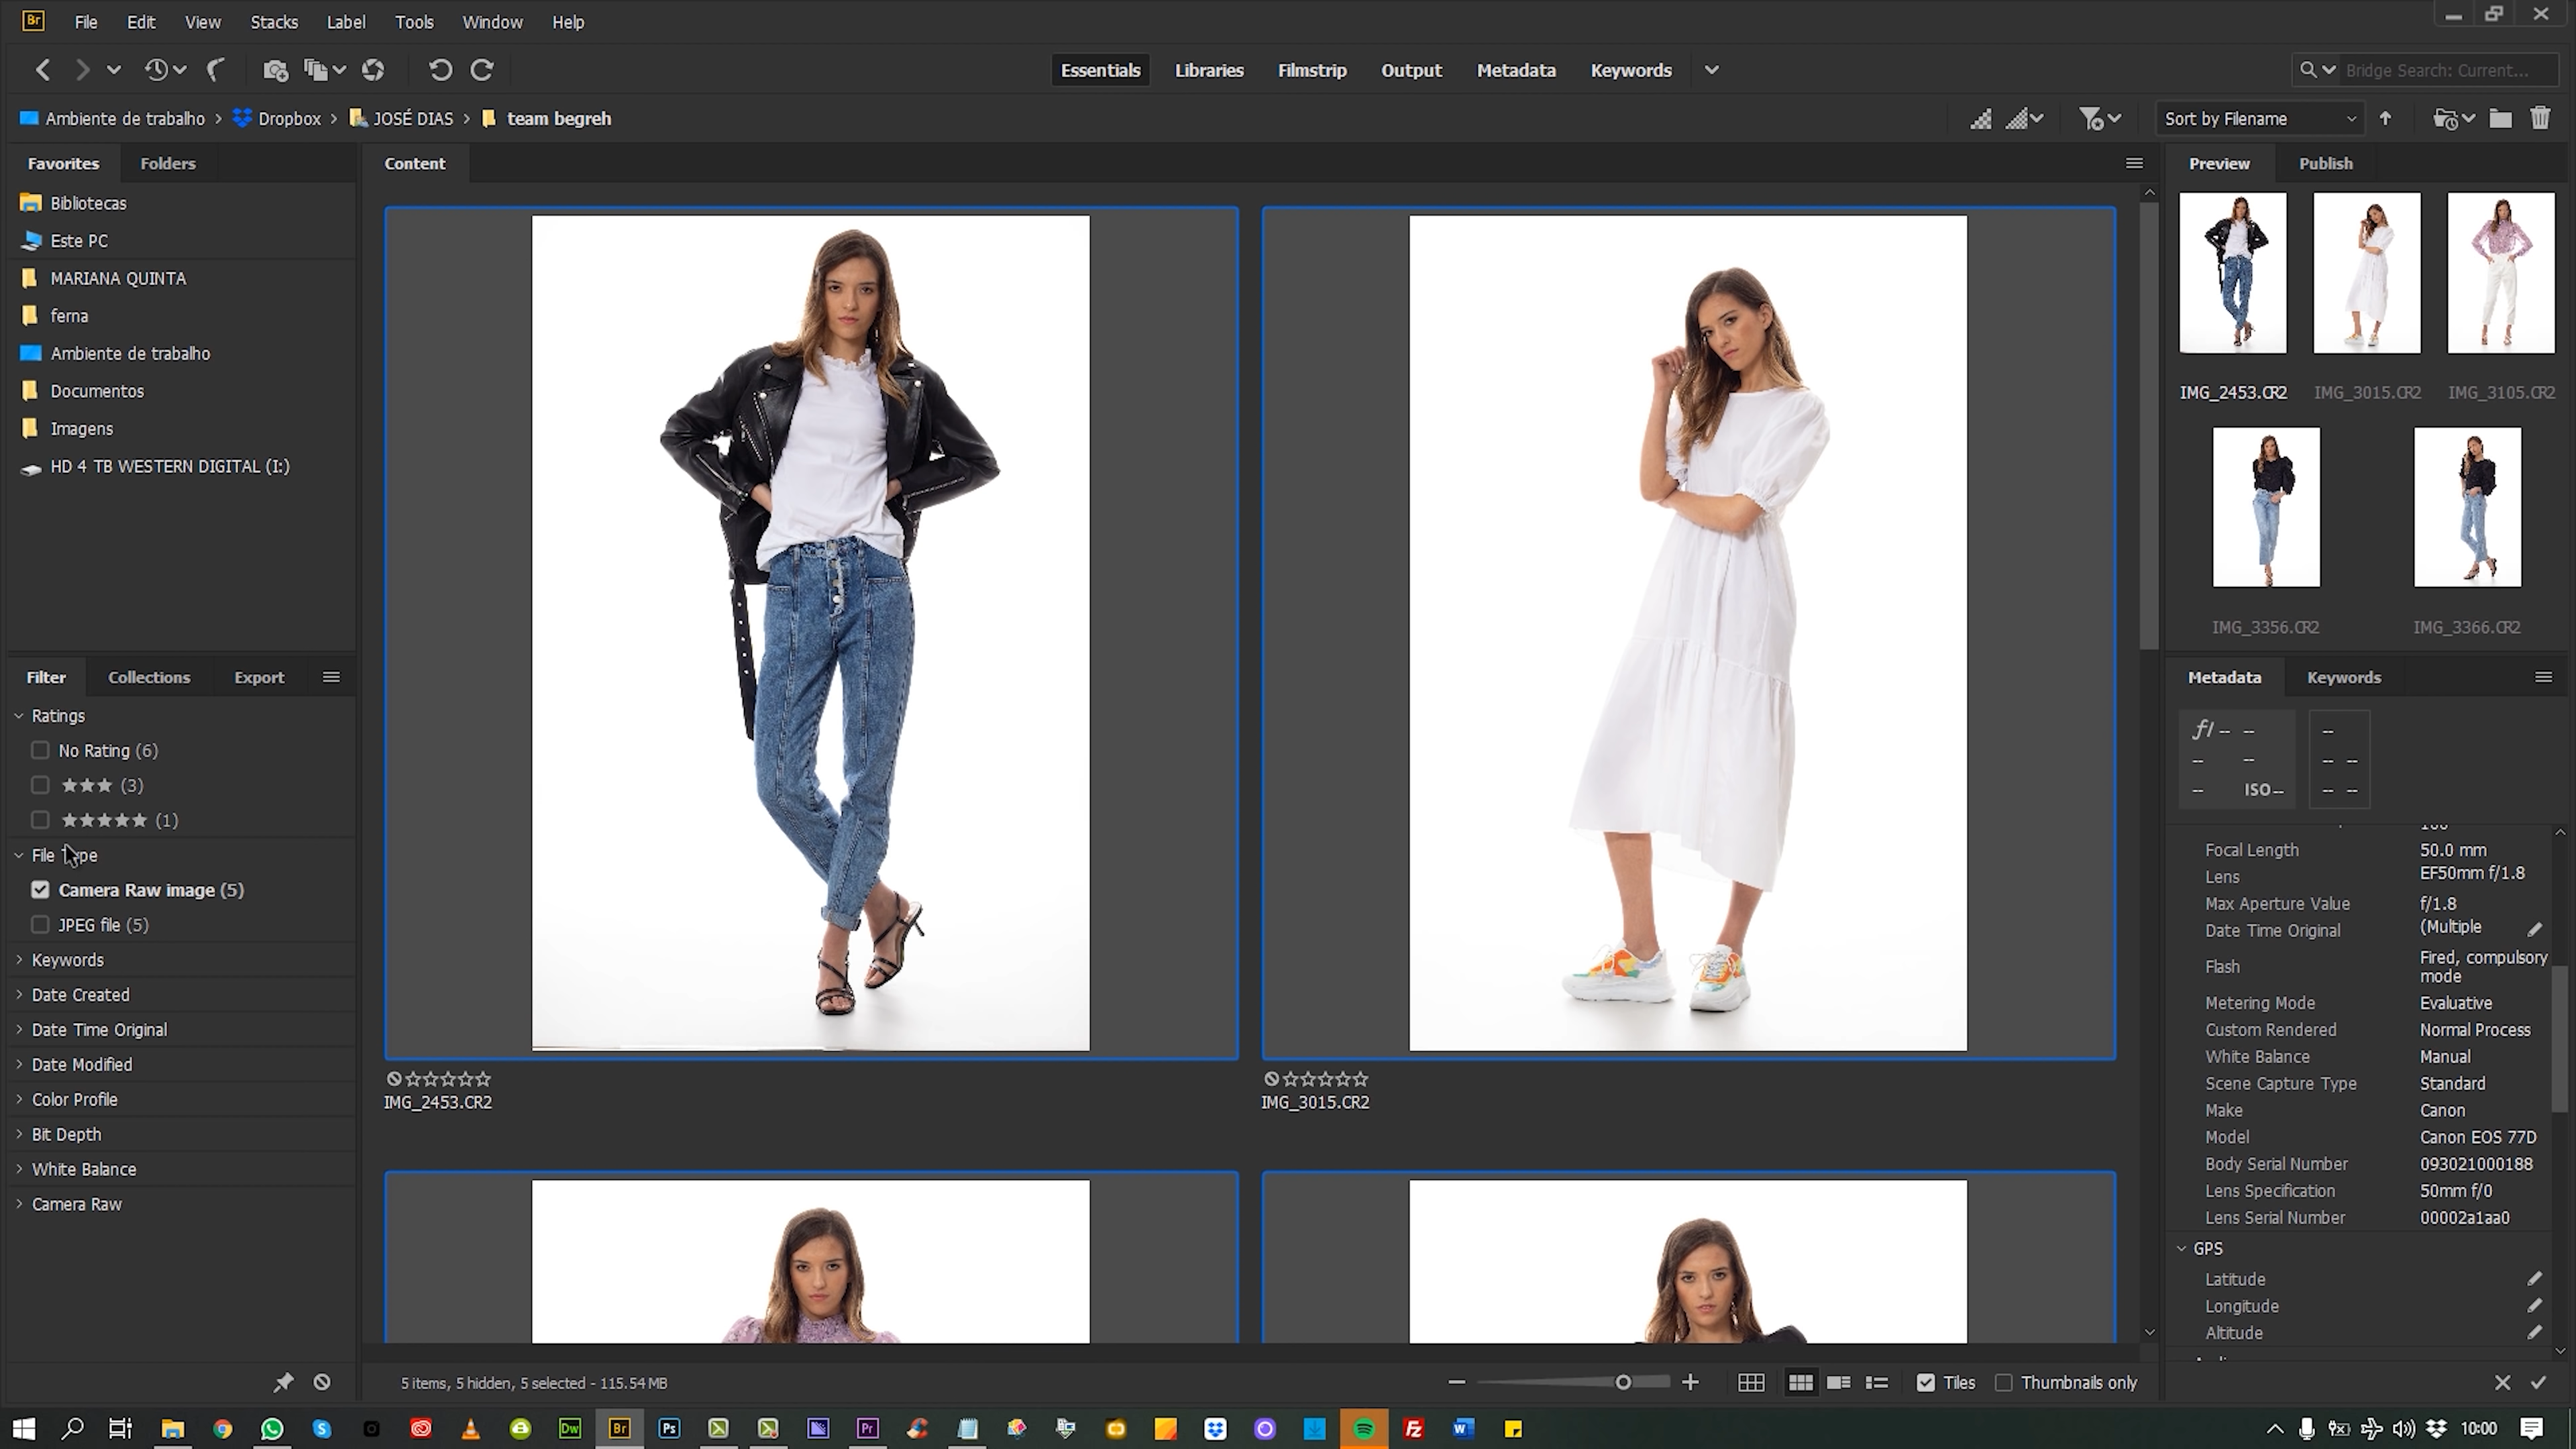 Br File Edit View Stacks Label Tools Window Help
Essentials Libraries Filmstrip Output Metadata Keywords
Bridge Search: Current...
Ambiente de trabalho > Dropbox > JOSÉ DIAS > team begreh
Sort by Filename
Favorites Folders
Bibliotecas
Este PC
MARIANA QUINTA
ferna
Ambiente de trabalho
Documentos
Imagens
HD 4 TB WESTERN DIGITAL (I:)
Filter Collections Export
Ratings
No Rating (6)
★★★ (3)
★★★★★ (1)
File Type
Camera Raw image (5)
JPEG file (5)
Keywords
Date Created
Date Time Original
Date Modified
Color Profile
Bit Depth
White Balance
Camera Raw
Content
IMG_2453.CR2
IMG_3015.CR2
5 items, 5 hidden, 5 selected - 115.54 MB
Tiles
Thumbnails only
Preview Publish
IMG_2453.CR2 IMG_3015.CR2 IMG_3105.CR2
IMG_3356.CR2 IMG_3366.CR2
Metadata Keywords
f/ -- --
-- --
-- ISO --
--
-- --
-- --
Focal Length 50.0 mm
Lens EF50mm f/1.8
Max Aperture Value f/1.8
Date Time Original (Multiple
Flash Fired, compulsory
mode
Metering Mode Evaluative
Custom Rendered Normal Process
White Balance Manual
Scene Capture Type Standard
Make Canon
Model Canon EOS 77D
Body Serial Number 093021000188
Lens Specification 50mm f/0
Lens Serial Number 00002a1aa0
GPS
Latitude
Longitude
Altitude
Dw Br Ps Pr Fz W
10:00